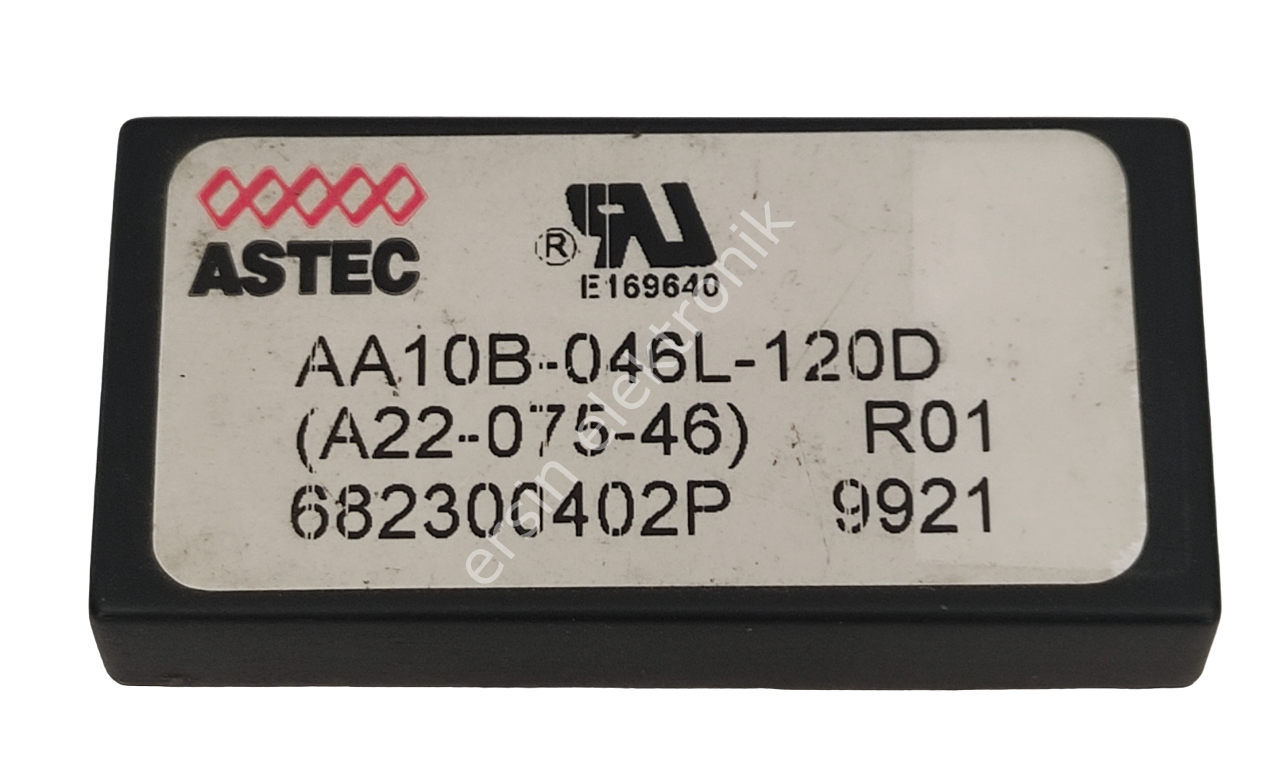 ASTEC
®
E169640
AA10B-046L-120D
(A22-075-46) R01
682300402P 9921
ersin elektronik